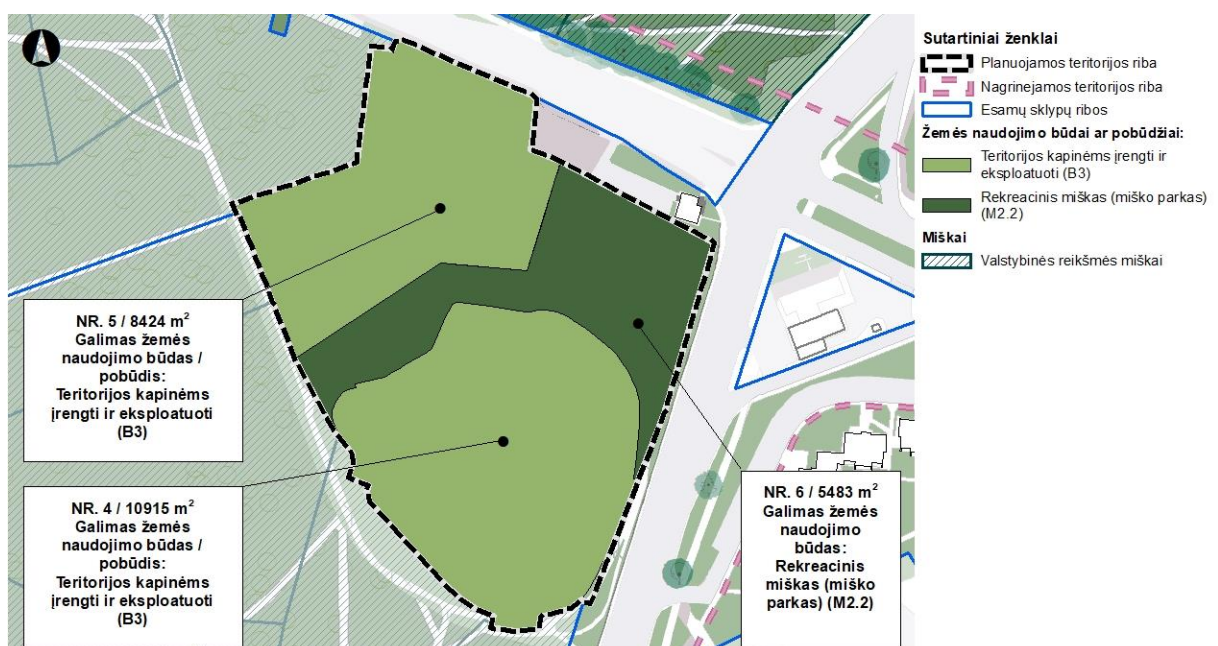 Sutartiniai ženklai
Planuojamos teritorijos riba
Nagrinejamos teritorijos riba
Esamų sklypų ribos
Žemės naudojimo būdai ar pobūdžiai:
Teritorijos kapinėms įrengti ir
eksploatuoti (B3)
Rekreacinis miškas (miško parkas)
(M2.2)
Miškai
Valstybinės reikšmės miškai
NR. 5 / 8424 m²
Galimas žemės
naudojimo būdas /
pobūdis:
Teritorijos kapinėms
įrengti ir eksploatuoti
(B3)
NR. 4 / 10915 m²
Galimas žemės
naudojimo būdas /
pobūdis:
Teritorijos kapinėms
įrengti ir eksploatuoti
(B3)
NR. 6 / 5483 m²
Galimas žemės
naudojimo
būdas:
Rekreacinis
miškas (miško
parkas) (M2.2)